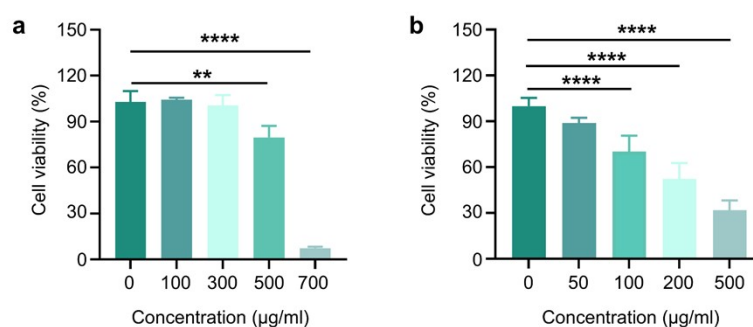 a
150
120
90
60
30
0
Cell viability (%)
****
**
0 100 300 500 700
Concentration (µg/ml)
b
150
120
90
60
30
0
Cell viability (%)
****
****
****
0 50 100 200 500
Concentration (µg/ml)